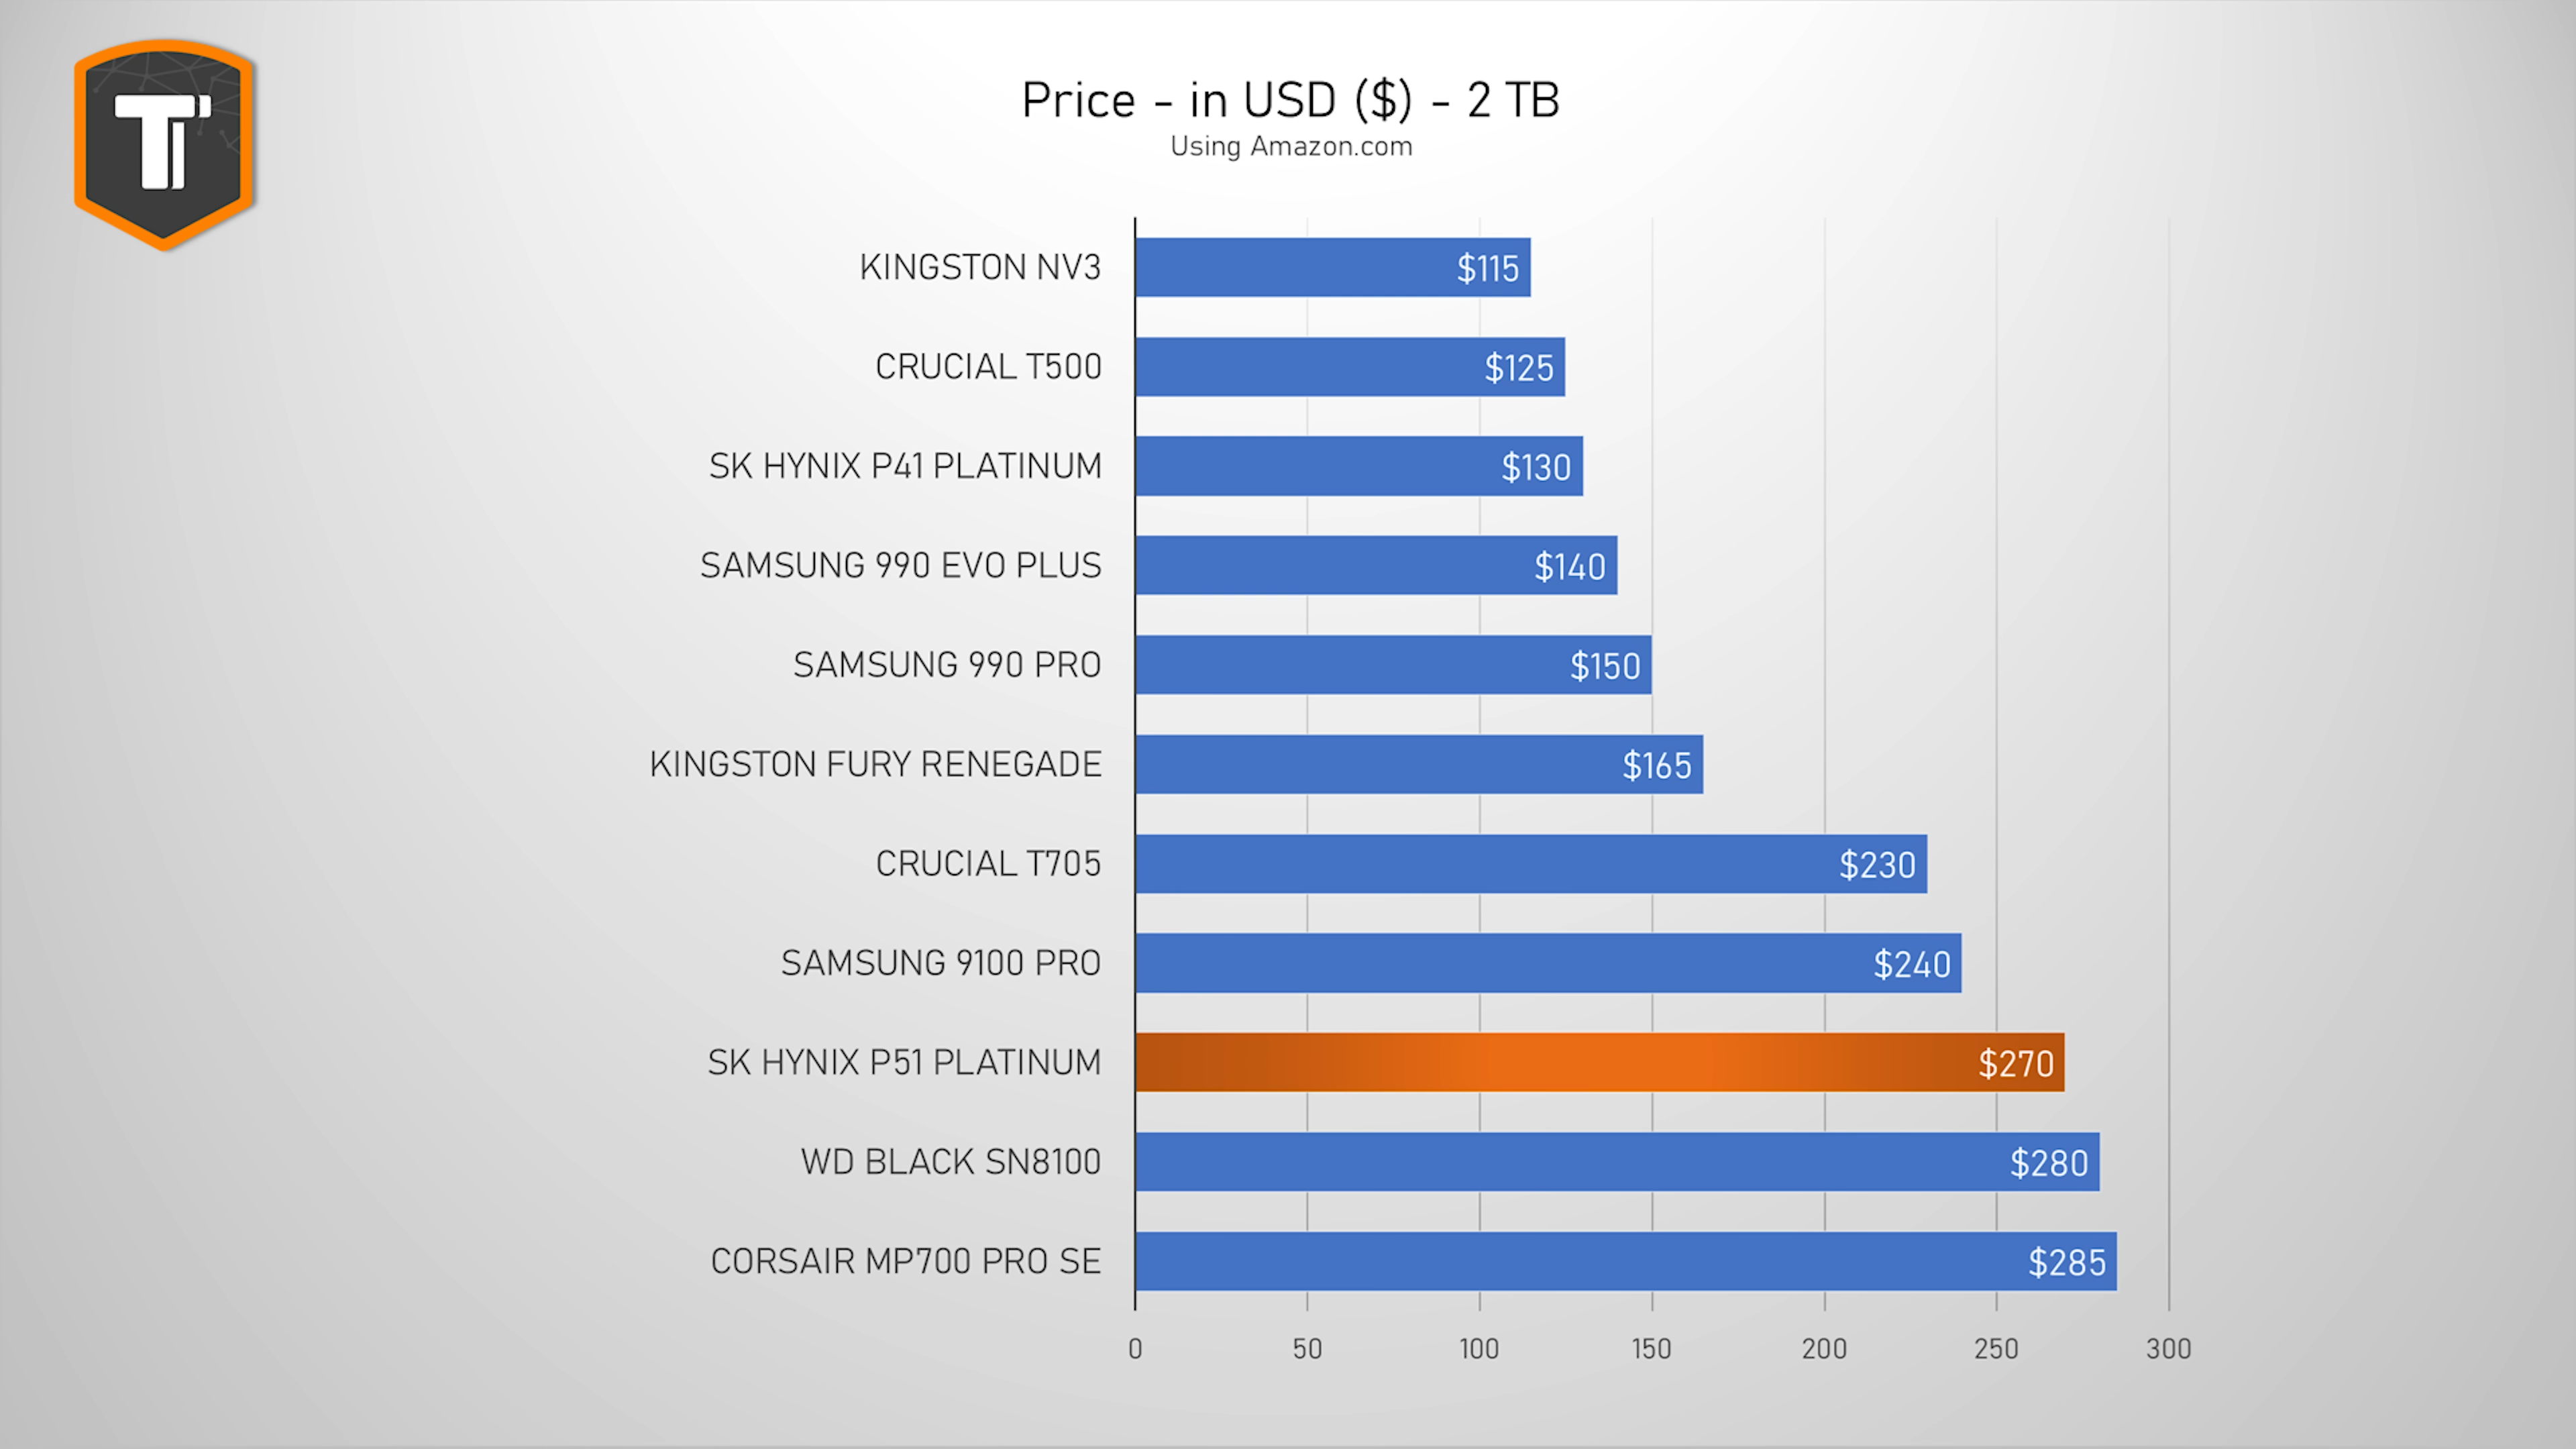 Price - in USD ($) - 2 TB
Using Amazon.com
KINGSTON NV3 $115
CRUCIAL T500 $125
SK HYNIX P41 PLATINUM $130
SAMSUNG 990 EVO PLUS $140
SAMSUNG 990 PRO $150
KINGSTON FURY RENEGADE $165
CRUCIAL T705 $230
SAMSUNG 9100 PRO $240
SK HYNIX P51 PLATINUM $270
WD BLACK SN8100 $280
CORSAIR MP700 PRO SE $285
0 50 100 150 200 250 300